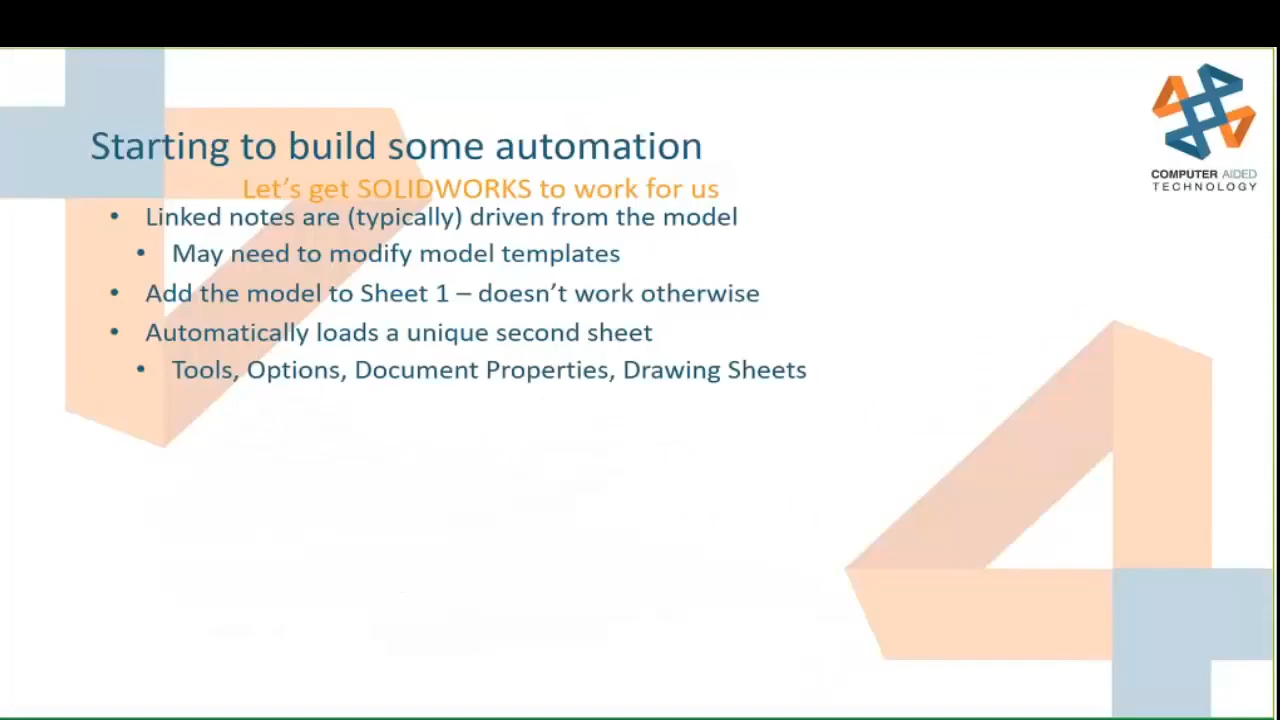 COMPUTER AIDED
TECHNOLOGY
Starting to build some automation
Let's get SOLIDWORKS to work for us
• Linked notes are (typically) driven from the model
• May need to modify model templates
• Add the model to Sheet 1 – doesn't work otherwise
• Automatically loads a unique second sheet
• Tools, Options, Document Properties, Drawing Sheets